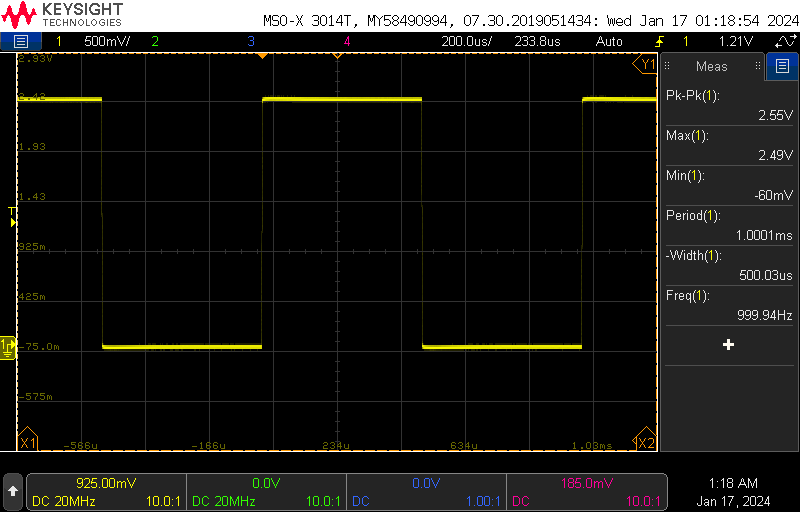 KEYSIGHT
TECHNOLOGIES
MSO-X 3014T, MY58490994, 07.30.2019051434: Wed Jan 17 01:18:54 2024
1 500mV/ 2 3 4 200.0us/ 233.8us Auto 1 1.21V
2.93V
2.43
1.93
1.43
925m
425m
-75.0m
-575m
T
1
Y1
X1
X2
-566u -166u 234u 634u 1.03ms
Meas
Pk-Pk(1):
2.55V
Max(1):
2.49V
Min(1):
-60mV
Period(1):
1.0001ms
-Width(1):
500.03us
Freq(1):
999.94Hz
925.00mV 0.0V 0.0V 185.0mV
DC 20MHz 10.0:1 DC 20MHz 10.0:1 DC 1.00:1 DC 10.0:1
1:18 AM
Jan 17, 2024